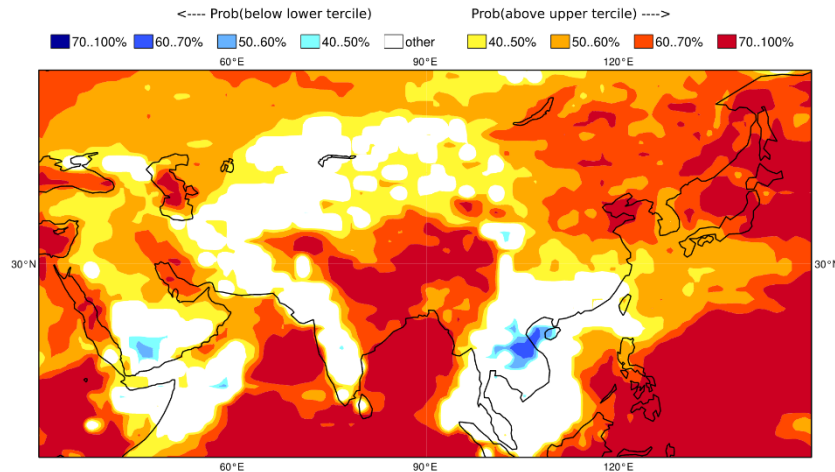 <---- Prob(below lower tercile) Prob(above upper tercile) ---->
70..100% 60..70% 50..60% 40..50% other 40..50% 50..60% 60..70% 70..100%
60°E 90°E 120°E
30°N 30°N
60°E 90°E 120°E